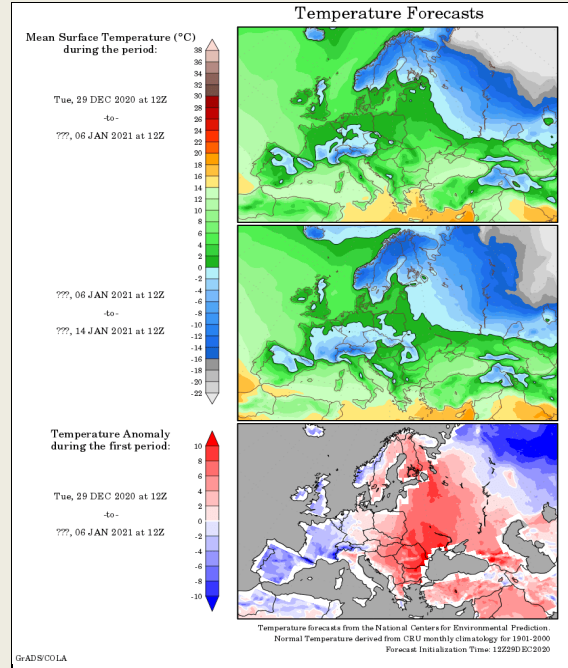 Temperature Forecasts
Mean Surface Temperature (°C)
during the period:
Tue, 29 DEC 2020 at 12Z
-to-
???, 06 JAN 2021 at 12Z
38
36
34
32
30
28
26
24
22
20
18
16
14
12
10
8
6
4
2
0
-2
-4
-6
-8
-10
-12
-14
-16
-18
-20
-22
???, 06 JAN 2021 at 12Z
-to-
???, 14 JAN 2021 at 12Z
Temperature Anomaly
during the first period:
Tue, 29 DEC 2020 at 12Z
-to-
???, 06 JAN 2021 at 12Z
10
8
6
4
2
0
-2
-4
-6
-8
-10
Temperature forecasts from the National Centers for Environmental Prediction.
Normal Temperature derived from CRU monthly climatology for 1901-2000
Forecast Initialization Time: 12Z29DEC2020
GrADS/COLA